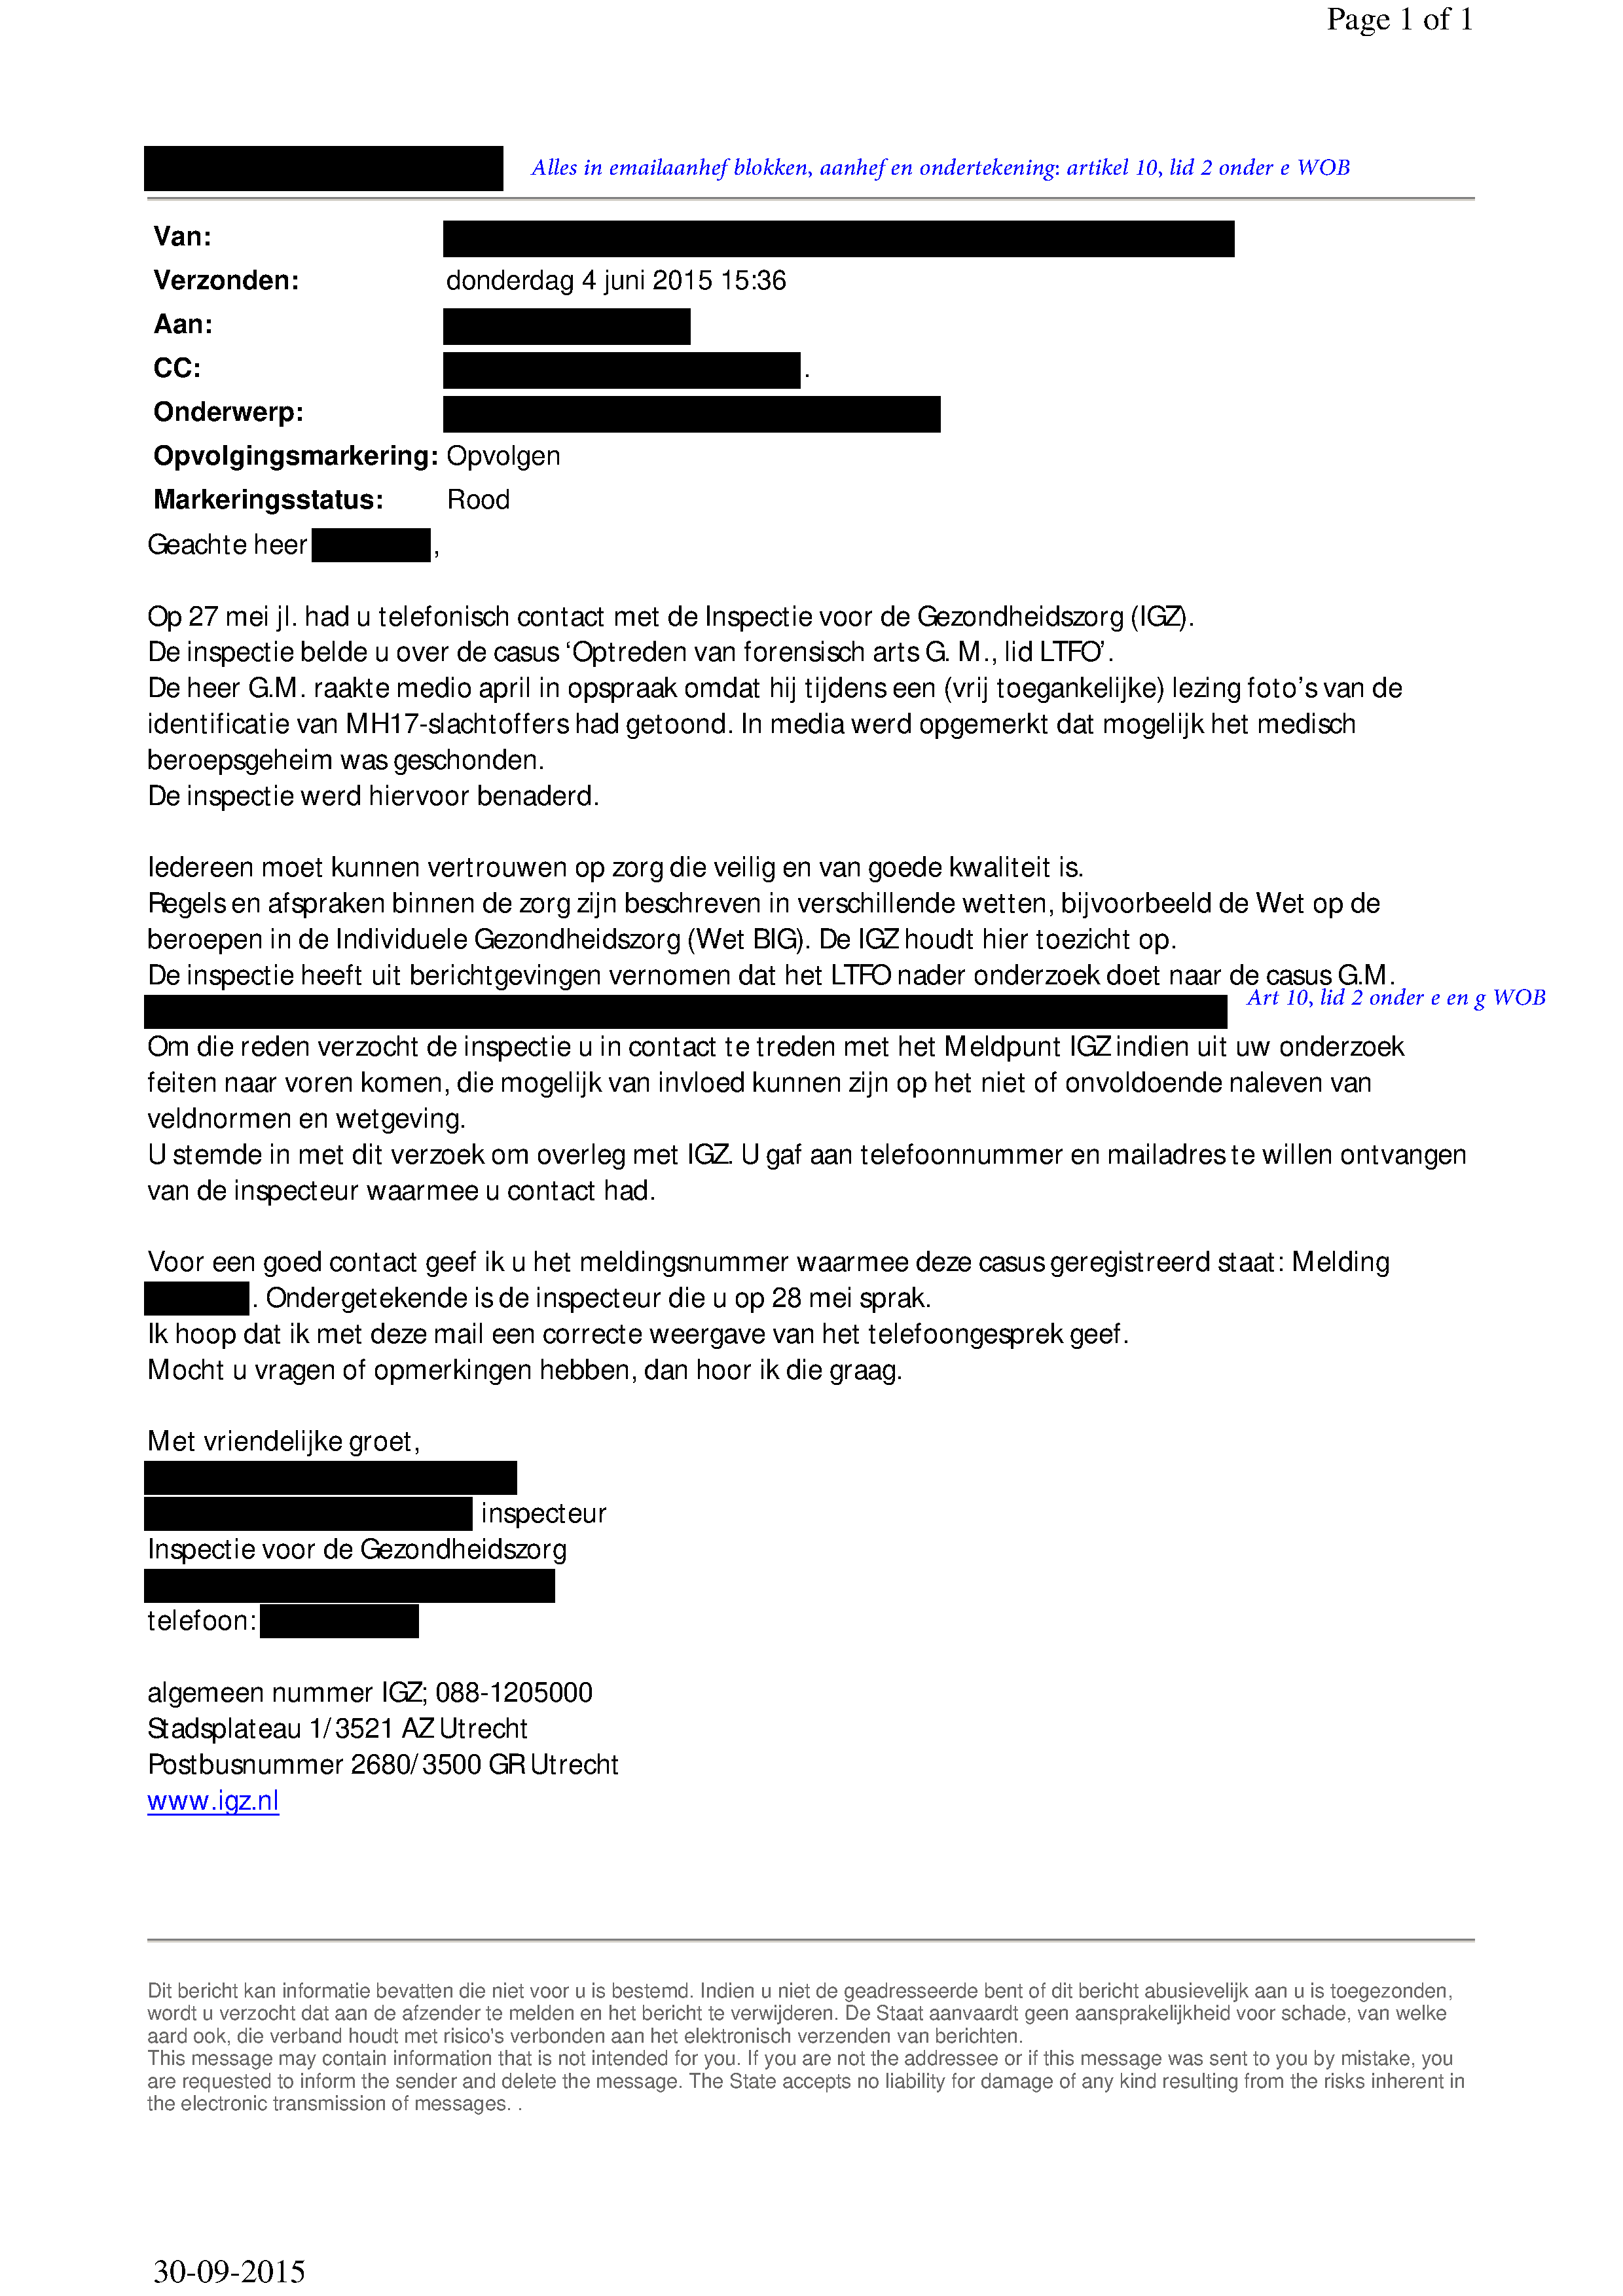 Page 1 of 1
Alles in emailaanhef blokken, aanhef en ondertekening: artikel 10, lid 2 onder e WOB
Van:
Verzonden: donderdag 4 juni 2015 15:36
Aan:
CC: .
Onderwerp:
Opvolgingsmarkering: Opvolgen
Markeringsstatus: Rood
Geachte heer ,
Op 27 mei jl. had u telefonisch contact met de Inspectie voor de Gezondheidszorg (IGZ).
De inspectie belde u over de casus ‘Optreden van forensisch arts G. M., lid LTFO’.
De heer G.M. raakte medio april in opspraak omdat hij tijdens een (vrij toegankelijke) lezing foto’s van de
identificatie van MH17-slachtoffers had getoond. In media werd opgemerkt dat mogelijk het medisch
beroepsgeheim was geschonden.
De inspectie werd hiervoor benaderd.
Iedereen moet kunnen vertrouwen op zorg die veilig en van goede kwaliteit is.
Regels en afspraken binnen de zorg zijn beschreven in verschillende wetten, bijvoorbeeld de Wet op de
beroepen in de Individuele Gezondheidszorg (Wet BIG). De IGZ houdt hier toezicht op.
De inspectie heeft uit berichtgevingen vernomen dat het LTFO nader onderzoek doet naar de casus G.M.
Art 10, lid 2 onder e en g WOB
Om die reden verzocht de inspectie u in contact te treden met het Meldpunt IGZ indien uit uw onderzoek
feiten naar voren komen, die mogelijk van invloed kunnen zijn op het niet of onvoldoende naleven van
veldnormen en wetgeving.
U stemde in met dit verzoek om overleg met IGZ. U gaf aan telefoonnummer en mailadres te willen ontvangen
van de inspecteur waarmee u contact had.
Voor een goed contact geef ik u het meldingsnummer waarmee deze casus geregistreerd staat: Melding
. Ondergetekende is de inspecteur die u op 28 mei sprak.
Ik hoop dat ik met deze mail een correcte weergave van het telefoongesprek geef.
Mocht u vragen of opmerkingen hebben, dan hoor ik die graag.
Met vriendelijke groet,
inspecteur
Inspectie voor de Gezondheidszorg
telefoon:
algemeen nummer IGZ; 088-1205000
Stadsplateau 1/3521 AZ Utrecht
Postbusnummer 2680/3500 GR Utrecht
www.igz.nl
Dit bericht kan informatie bevatten die niet voor u is bestemd. Indien u niet de geadresseerde bent of dit bericht abusievelijk aan u is toegezonden,
wordt u verzocht dat aan de afzender te melden en het bericht te verwijderen. De Staat aanvaardt geen aansprakelijkheid voor schade, van welke
aard ook, die verband houdt met risico's verbonden aan het elektronisch verzenden van berichten.
This message may contain information that is not intended for you. If you are not the addressee or if this message was sent to you by mistake, you
are requested to inform the sender and delete the message. The State accepts no liability for damage of any kind resulting from the risks inherent in
the electronic transmission of messages. .
30-09-2015